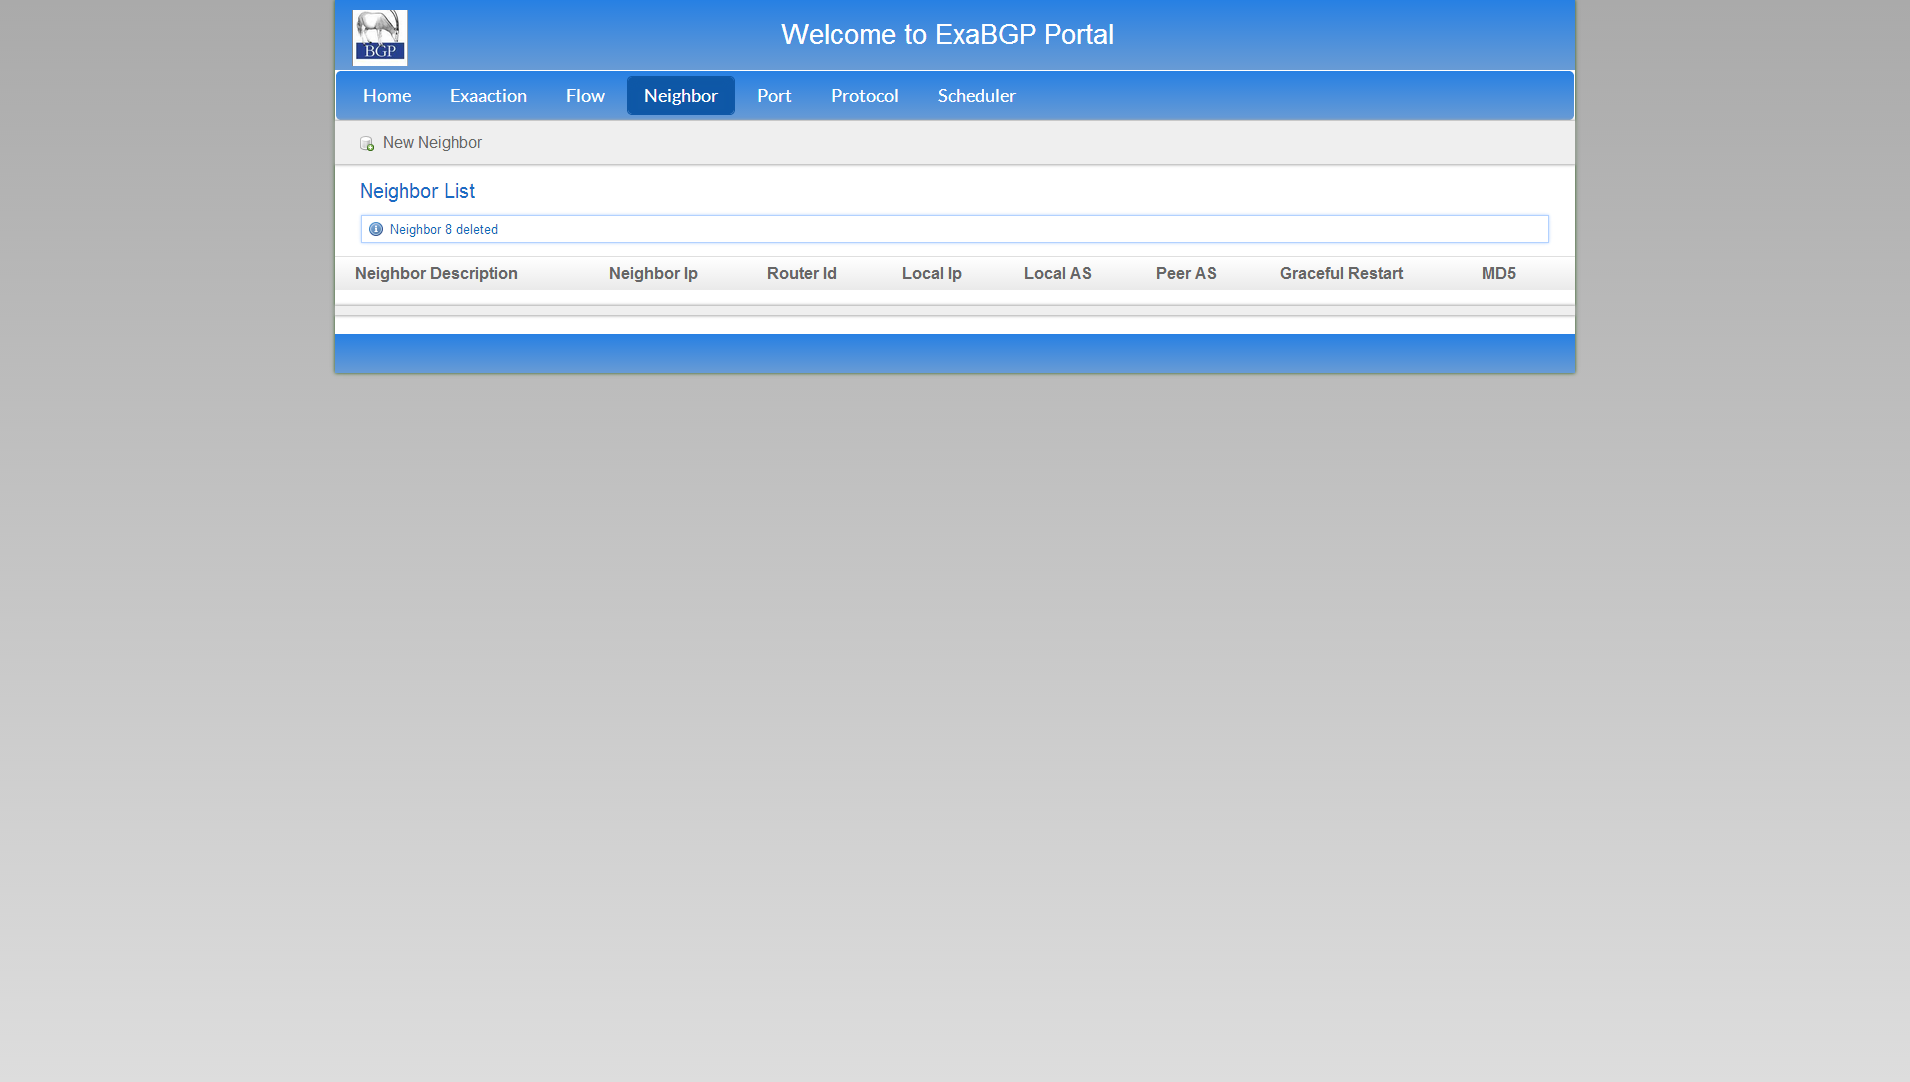 BGP
Welcome to ExaBGP Portal
Home Exaaction Flow Neighbor Port Protocol Scheduler
New Neighbor
Neighbor List
Neighbor 8 deleted
Neighbor Description Neighbor Ip Router Id Local Ip Local AS Peer AS Graceful Restart MD5